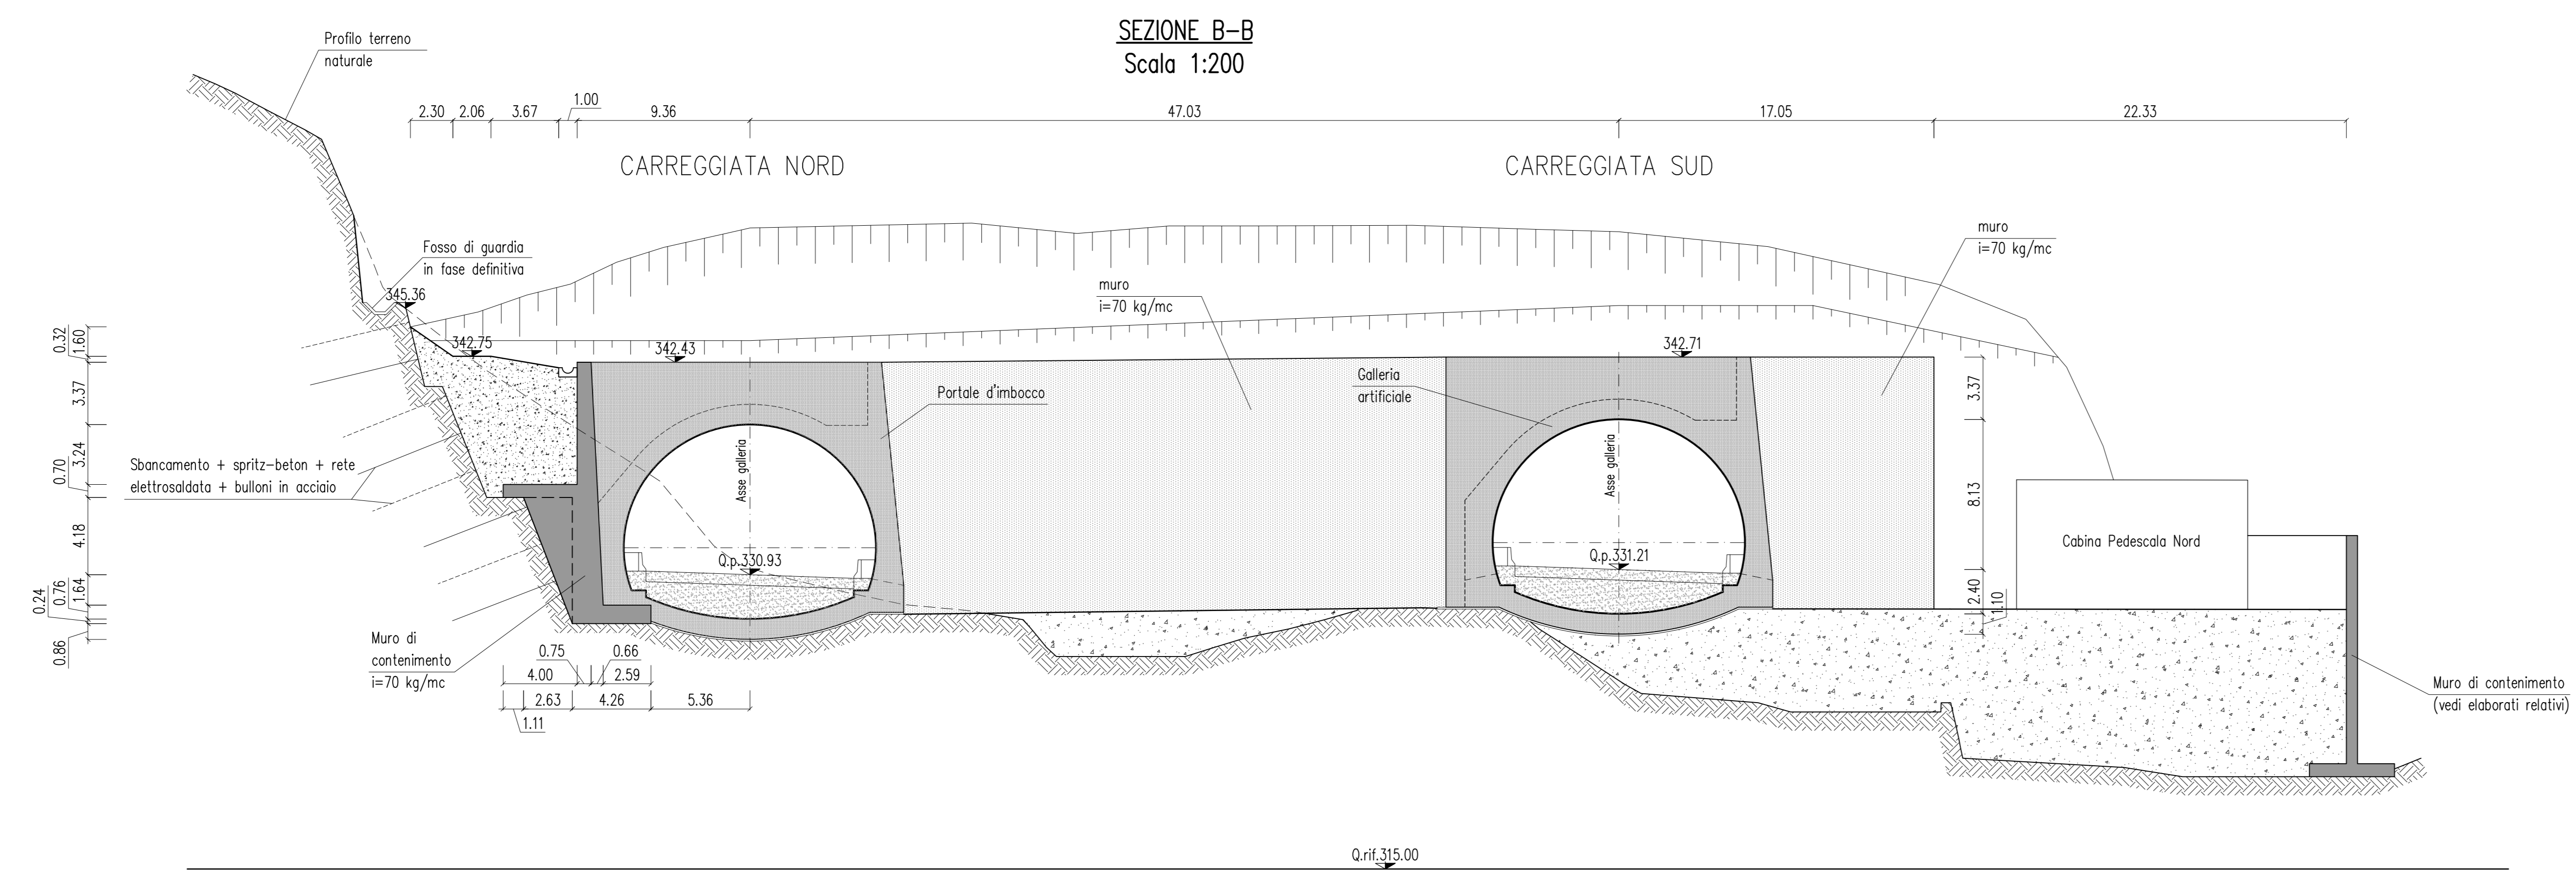 SEZIONE B-B
Scala 1:200
Profilo terreno
naturale
2.30
2.06
3.67
1.00
9.36
47.03
17.05
22.33
CARREGGIATA NORD
CARREGGIATA SUD
Fosso di guardia
in fase definitiva
muro
i=70 kg/mc
muro
i=70 kg/mc
345.36
342.75
342.43
342.71
Portale d'imbocco
Galleria
artificiale
Asse galleria
Asse galleria
Q.p.330.93
Q.p.331.21
Sbancamento + spritz-beton + rete
elettrosaldata + bulloni in acciaio
0.32
1.60
3.37
3.24
0.70
4.18
1.64
0.76
0.24
0.86
3.37
8.13
2.40
1.10
Cabina Pedescala Nord
Muro di
contenimento
i=70 kg/mc
0.75
0.66
4.00
2.59
2.63
4.26
5.36
1.11
Muro di contenimento
(vedi elaborati relativi)
Q.rif.315.00